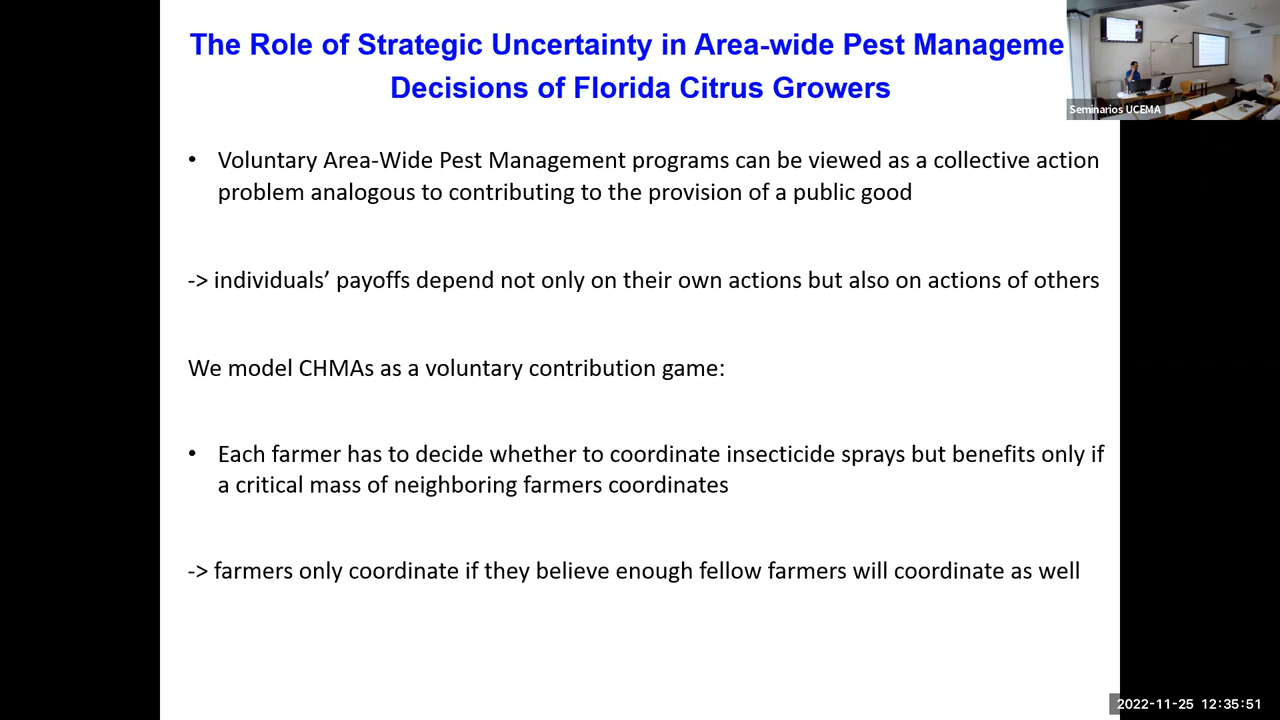 The Role of Strategic Uncertainty in Area-wide Pest Manageme
Decisions of Florida Citrus Growers
Seminarios UCEMA
• Voluntary Area-Wide Pest Management programs can be viewed as a collective action
problem analogous to contributing to the provision of a public good
-> individuals’ payoffs depend not only on their own actions but also on actions of others
We model CHMAs as a voluntary contribution game:
• Each farmer has to decide whether to coordinate insecticide sprays but benefits only if
a critical mass of neighboring farmers coordinates
-> farmers only coordinate if they believe enough fellow farmers will coordinate as well
2022-11-25 12:35:51